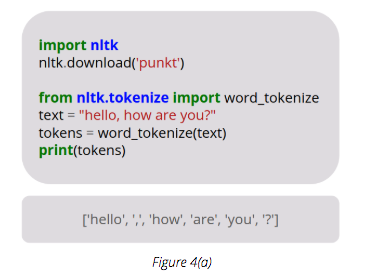 import nltk
nltk.download('punkt')
from nltk.tokenize import word_tokenize
text = "hello, how are you?"
tokens = word_tokenize(text)
print(tokens)
['hello', ',', 'how', 'are', 'you', '?']
Figure 4(a)